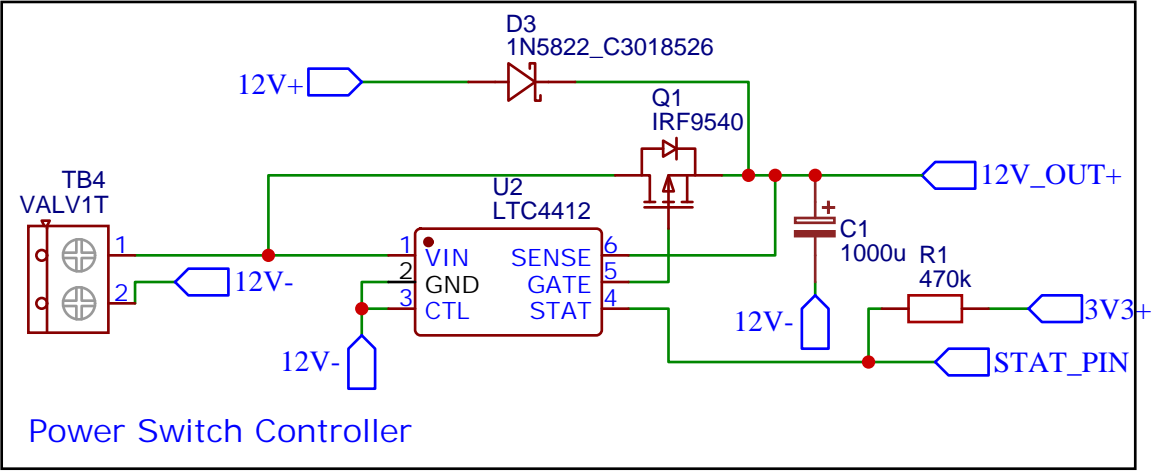 D3
1N5822_C3018526
12V+
Q1
IRF9540
TB4
VALV1T
U2
LTC4412
12V_OUT+
1
1
VIN
SENSE
6
C1
1000u
2
12V-
2
GND
GATE
5
R1
470k
3
CTL
STAT
4
12V-
3V3+
12V-
STAT_PIN
Power Switch Controller